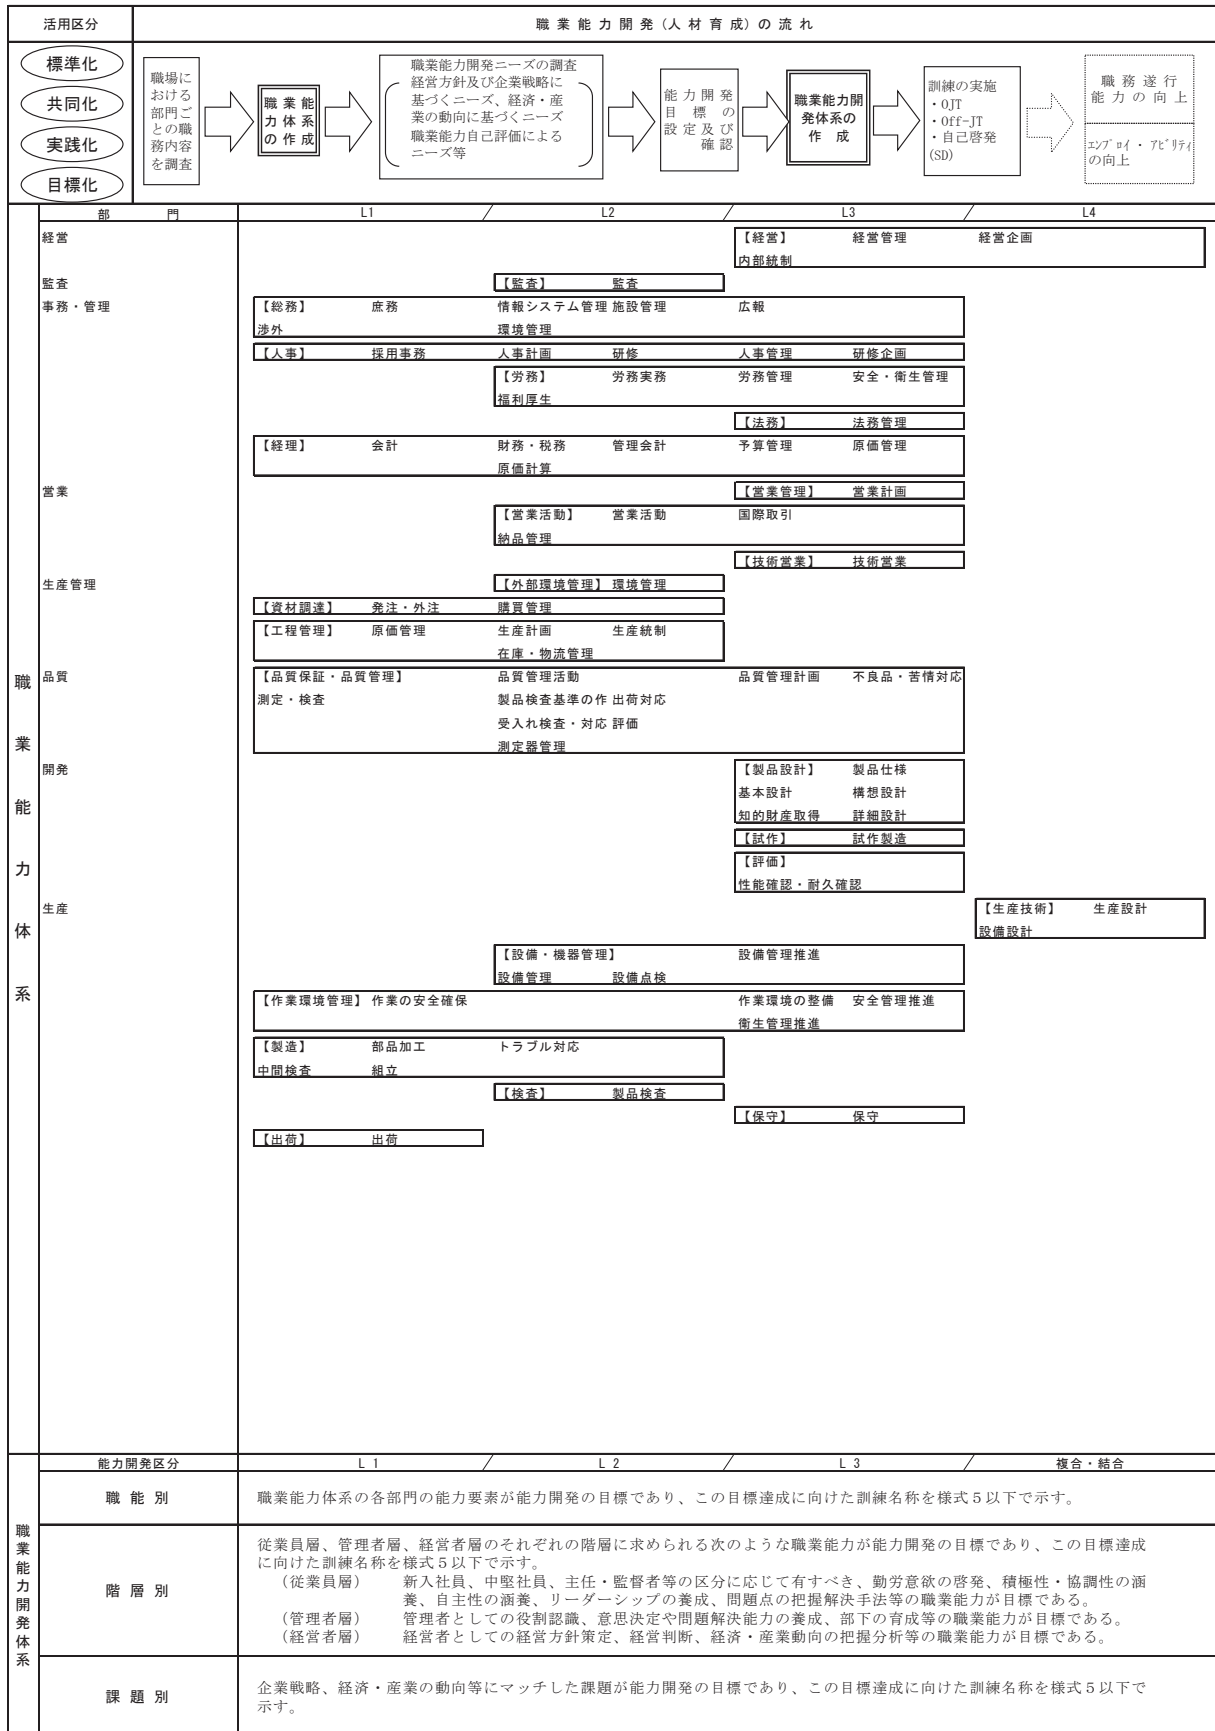 活用区分
職業能力開発(人材育成)の流れ
標準化
共同化
実践化
目標化
職場に
おける
部門ご
との職
務内容
を調査
職業能
力体系
の作成
職業能力開発ニーズの調査
経営方針及び企業戦略に
基づくニーズ、経済・産
業の動向に基づくニーズ
職業能力自己評価による
ニーズ等
能力開発
目標の
設定及び
確認
職業能力開
発体系の
作 成
訓練の実施
・OJT
・Off-JT
・自己啓発
(SD)
職務遂行
能力の向上
エンプロイ・アビリティ
の向上
職業能力体系
部 門 L1 L2 L3 L4
経営 【経営】 経営管理 経営企画
内部統制
監査 【監査】 監査
事務・管理 【総務】 庶務 情報システム管理 施設管理 広報
渉外 環境管理
【人事】 採用事務 人事計画 研修 人事管理 研修企画
【労務】 労務実務 労務管理 安全・衛生管理
福利厚生
【法務】 法務管理
【経理】 会計 財務・税務 管理会計 予算管理 原価管理
原価計算
営業 【営業管理】 営業計画
【営業活動】 営業活動 国際取引
納品管理
【技術営業】 技術営業
生産管理 【外部環境管理】 環境管理
【資材調達】 発注・外注 購買管理
【工程管理】 原価管理 生産計画 生産統制
在庫・物流管理
品質 【品質保証・品質管理】 品質管理活動 品質管理計画 不良品・苦情対応
測定・検査 製品検査基準の作 出荷対応
受入れ検査・対応 評価
測定器管理
開発 【製品設計】 製品仕様
基本設計 構想設計
知的財産取得 詳細設計
【試作】 試作製造
【評価】
性能確認・耐久確認
生産 【生産技術】 生産設計
設備設計
【設備・機器管理】 設備管理推進
設備管理 設備点検
【作業環境管理】 作業の安全確保 作業環境の整備 安全管理推進
衛生管理推進
【製造】 部品加工 トラブル対応
中間検査 組立
【検査】 製品検査
【保守】 保守
【出荷】 出荷
職業能力開発体系
能力開発区分 L 1 L 2 L 3 複合・結合
職 能 別
職業能力体系の各部門の能力要素が能力開発の目標であり、この目標達成に向けた訓練名称を様式5以下で示す。
階 層 別
従業員層、管理者層、経営者層のそれぞれの階層に求められる次のような職業能力が能力開発の目標であり、この目標達成
に向けた訓練名称を様式5以下で示す。
(従業員層) 新入社員、中堅社員、主任・監督者等の区分に応じて有すべき、勤労意欲の啓発、積極性・協調性の涵
養、自主性の涵養、リーダーシップの養成、問題点の把握解決手法等の職業能力が目標である。
(管理者層) 管理者としての役割認識、意思決定や問題解決能力の養成、部下の育成等の職業能力が目標である。
(経営者層) 経営者としての経営方針策定、経営判断、経済・産業動向の把握分析等の職業能力が目標である。
課 題 別
企業戦略、経済・産業の動向等にマッチした課題が能力開発の目標であり、この目標達成に向けた訓練名称を様式5以下で
示す。